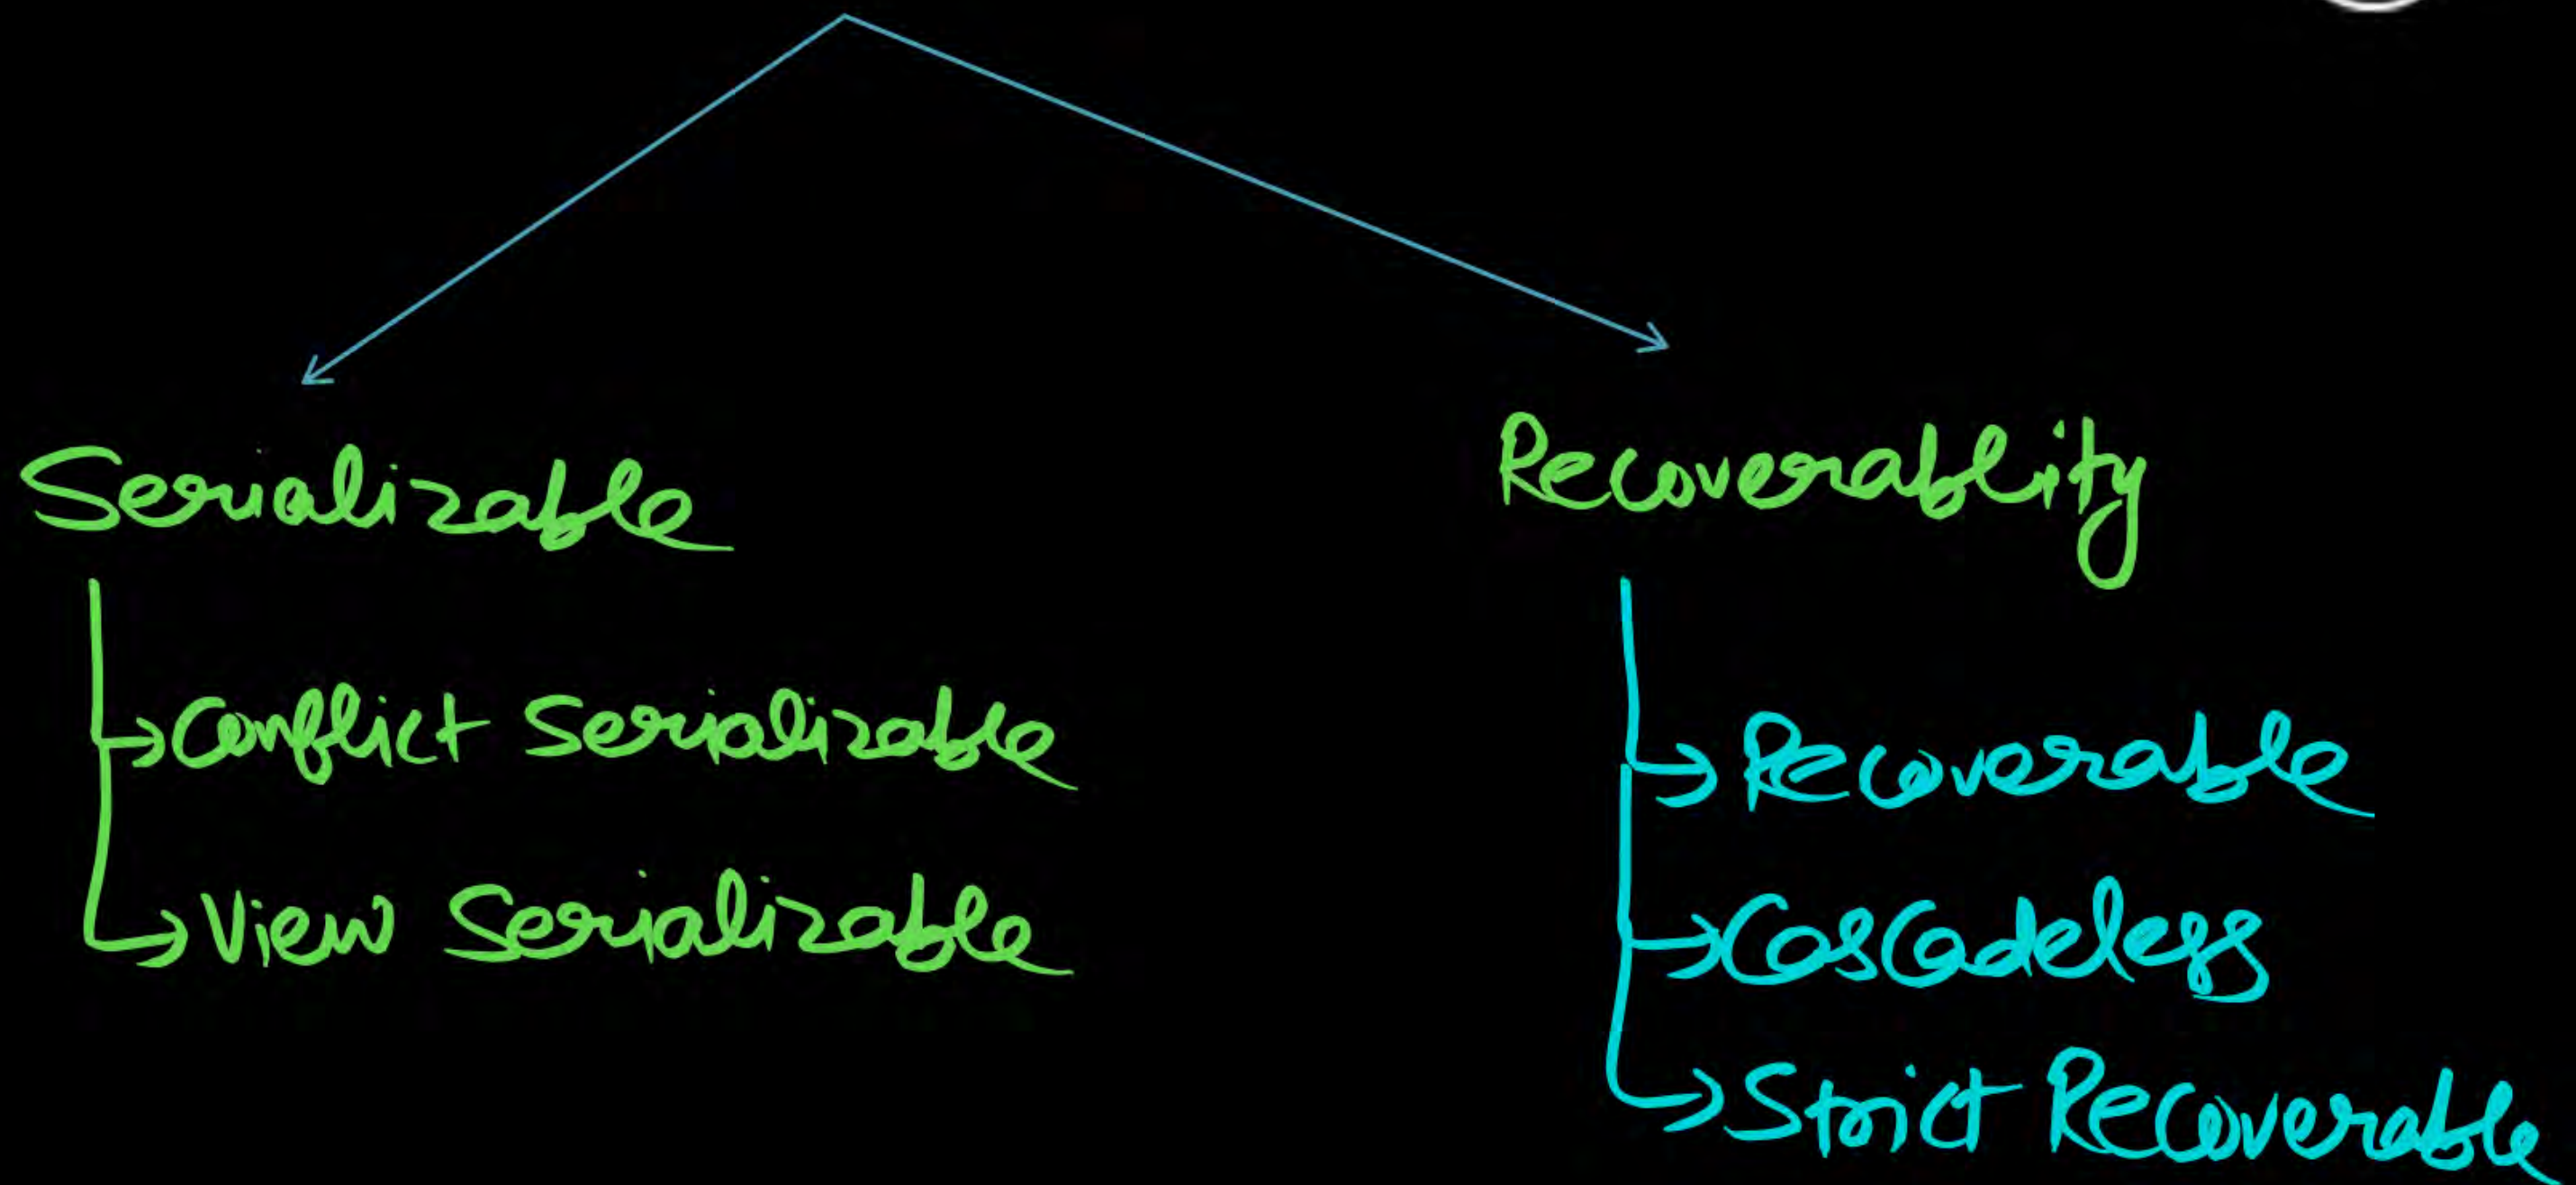 Serializable
Recoverablity
→Conflict Serializable
→View Serializable
→Recoverable
→Cascadeless
→Strict Recoverable